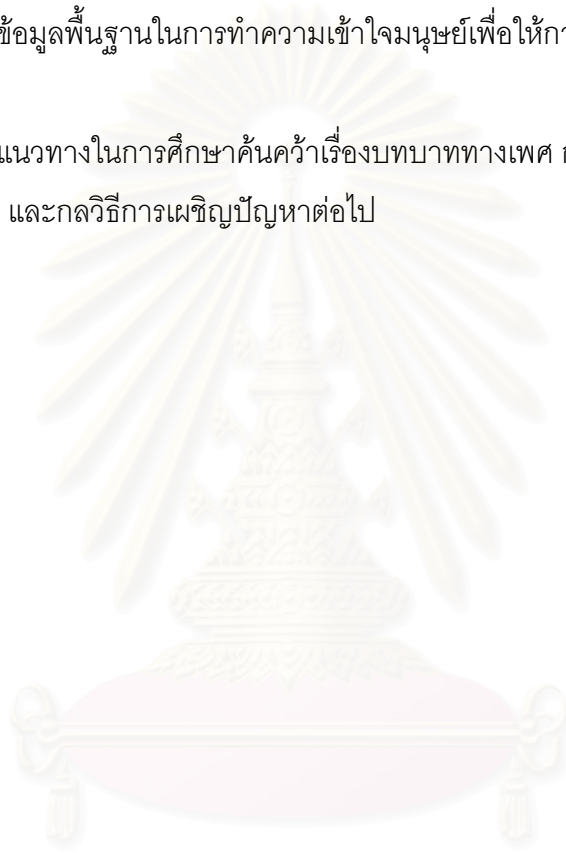 ข้อมูลพื้นฐานในการทำความเข้าใจมนุษย์เพื่อให้
แนวทางในการศึกษาค้นคว้าเรื่องบทบาททางเพศ
และกลวิธีการเผชิญปัญหาต่อไป